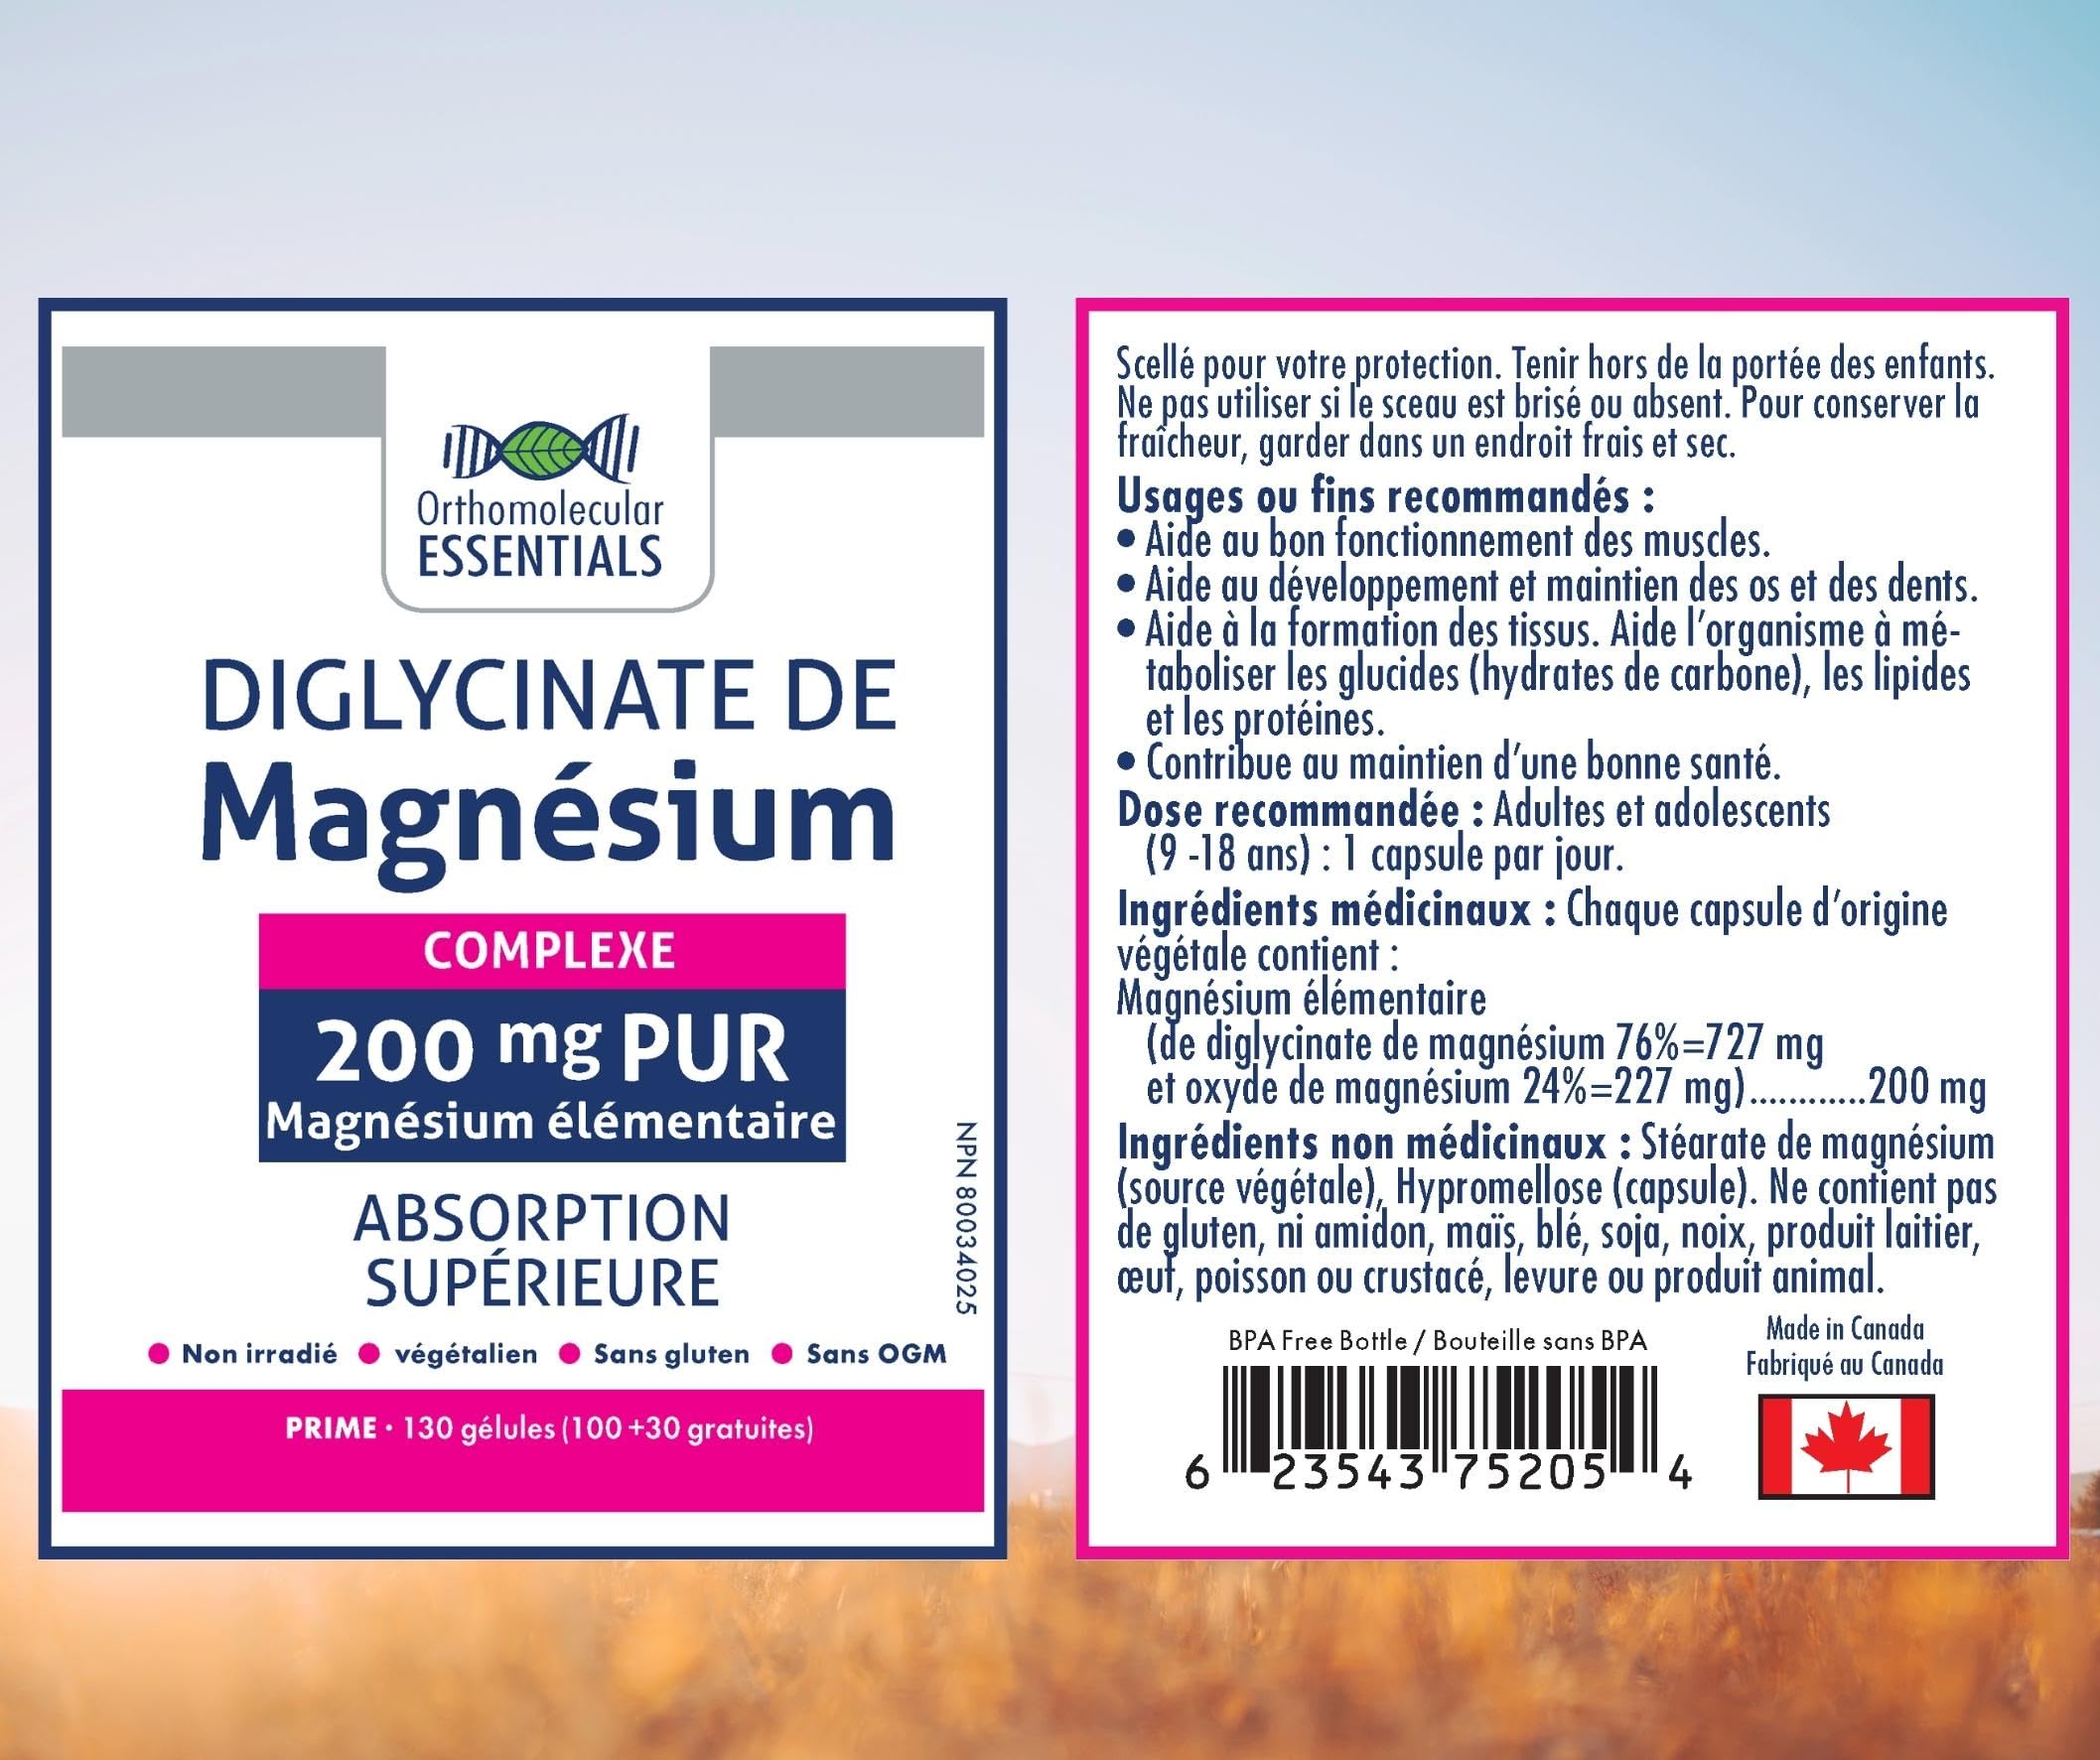 Orthomolecular
ESSENTIALS
DIGLYCINATE DE
Magnésium
COMPLEXE
200 mg PUR
Magnésium élémentaire
ABSORPTION
SUPÉRIEURE
NPN 80034025
● Non irradié ● végétalien ● Sans gluten ● Sans OGM
PRIME • 130 gélules (100 +30 gratuites)
Scellé pour votre protection. Tenir hors de la portée des enfants.
Ne pas utiliser si le sceau est brisé ou absent. Pour conserver la
fraîcheur, garder dans un endroit frais et sec.
Usages ou fins recommandés :
• Aide au bon fonctionnement des muscles.
• Aide au développement et maintien des os et des dents.
• Aide à la formation des tissus. Aide l'organisme à mé-
taboliser les glucides (hydrates de carbone), les lipides
et les protéines.
• Contribue au maintien d'une bonne santé.
Dose recommandée : Adultes et adolescents
(9 -18 ans) : 1 capsule par jour.
Ingrédients médicinaux : Chaque capsule d'origine
végétale contient :
Magnésium élémentaire
(de diglycinate de magnésium 76%=727 mg
et oxyde de magnésium 24%=227 mg)............200 mg
Ingrédients non médicinaux : Stéarate de magnésium
(source végétale), Hypromellose (capsule). Ne contient pas
de gluten, ni amidon, maïs, blé, soja, noix, produit laitier,
œuf, poisson ou crustacé, levure ou produit animal.
BPA Free Bottle / Bouteille sans BPA
6 23543 75205 4
Made in Canada
Fabriqué au Canada